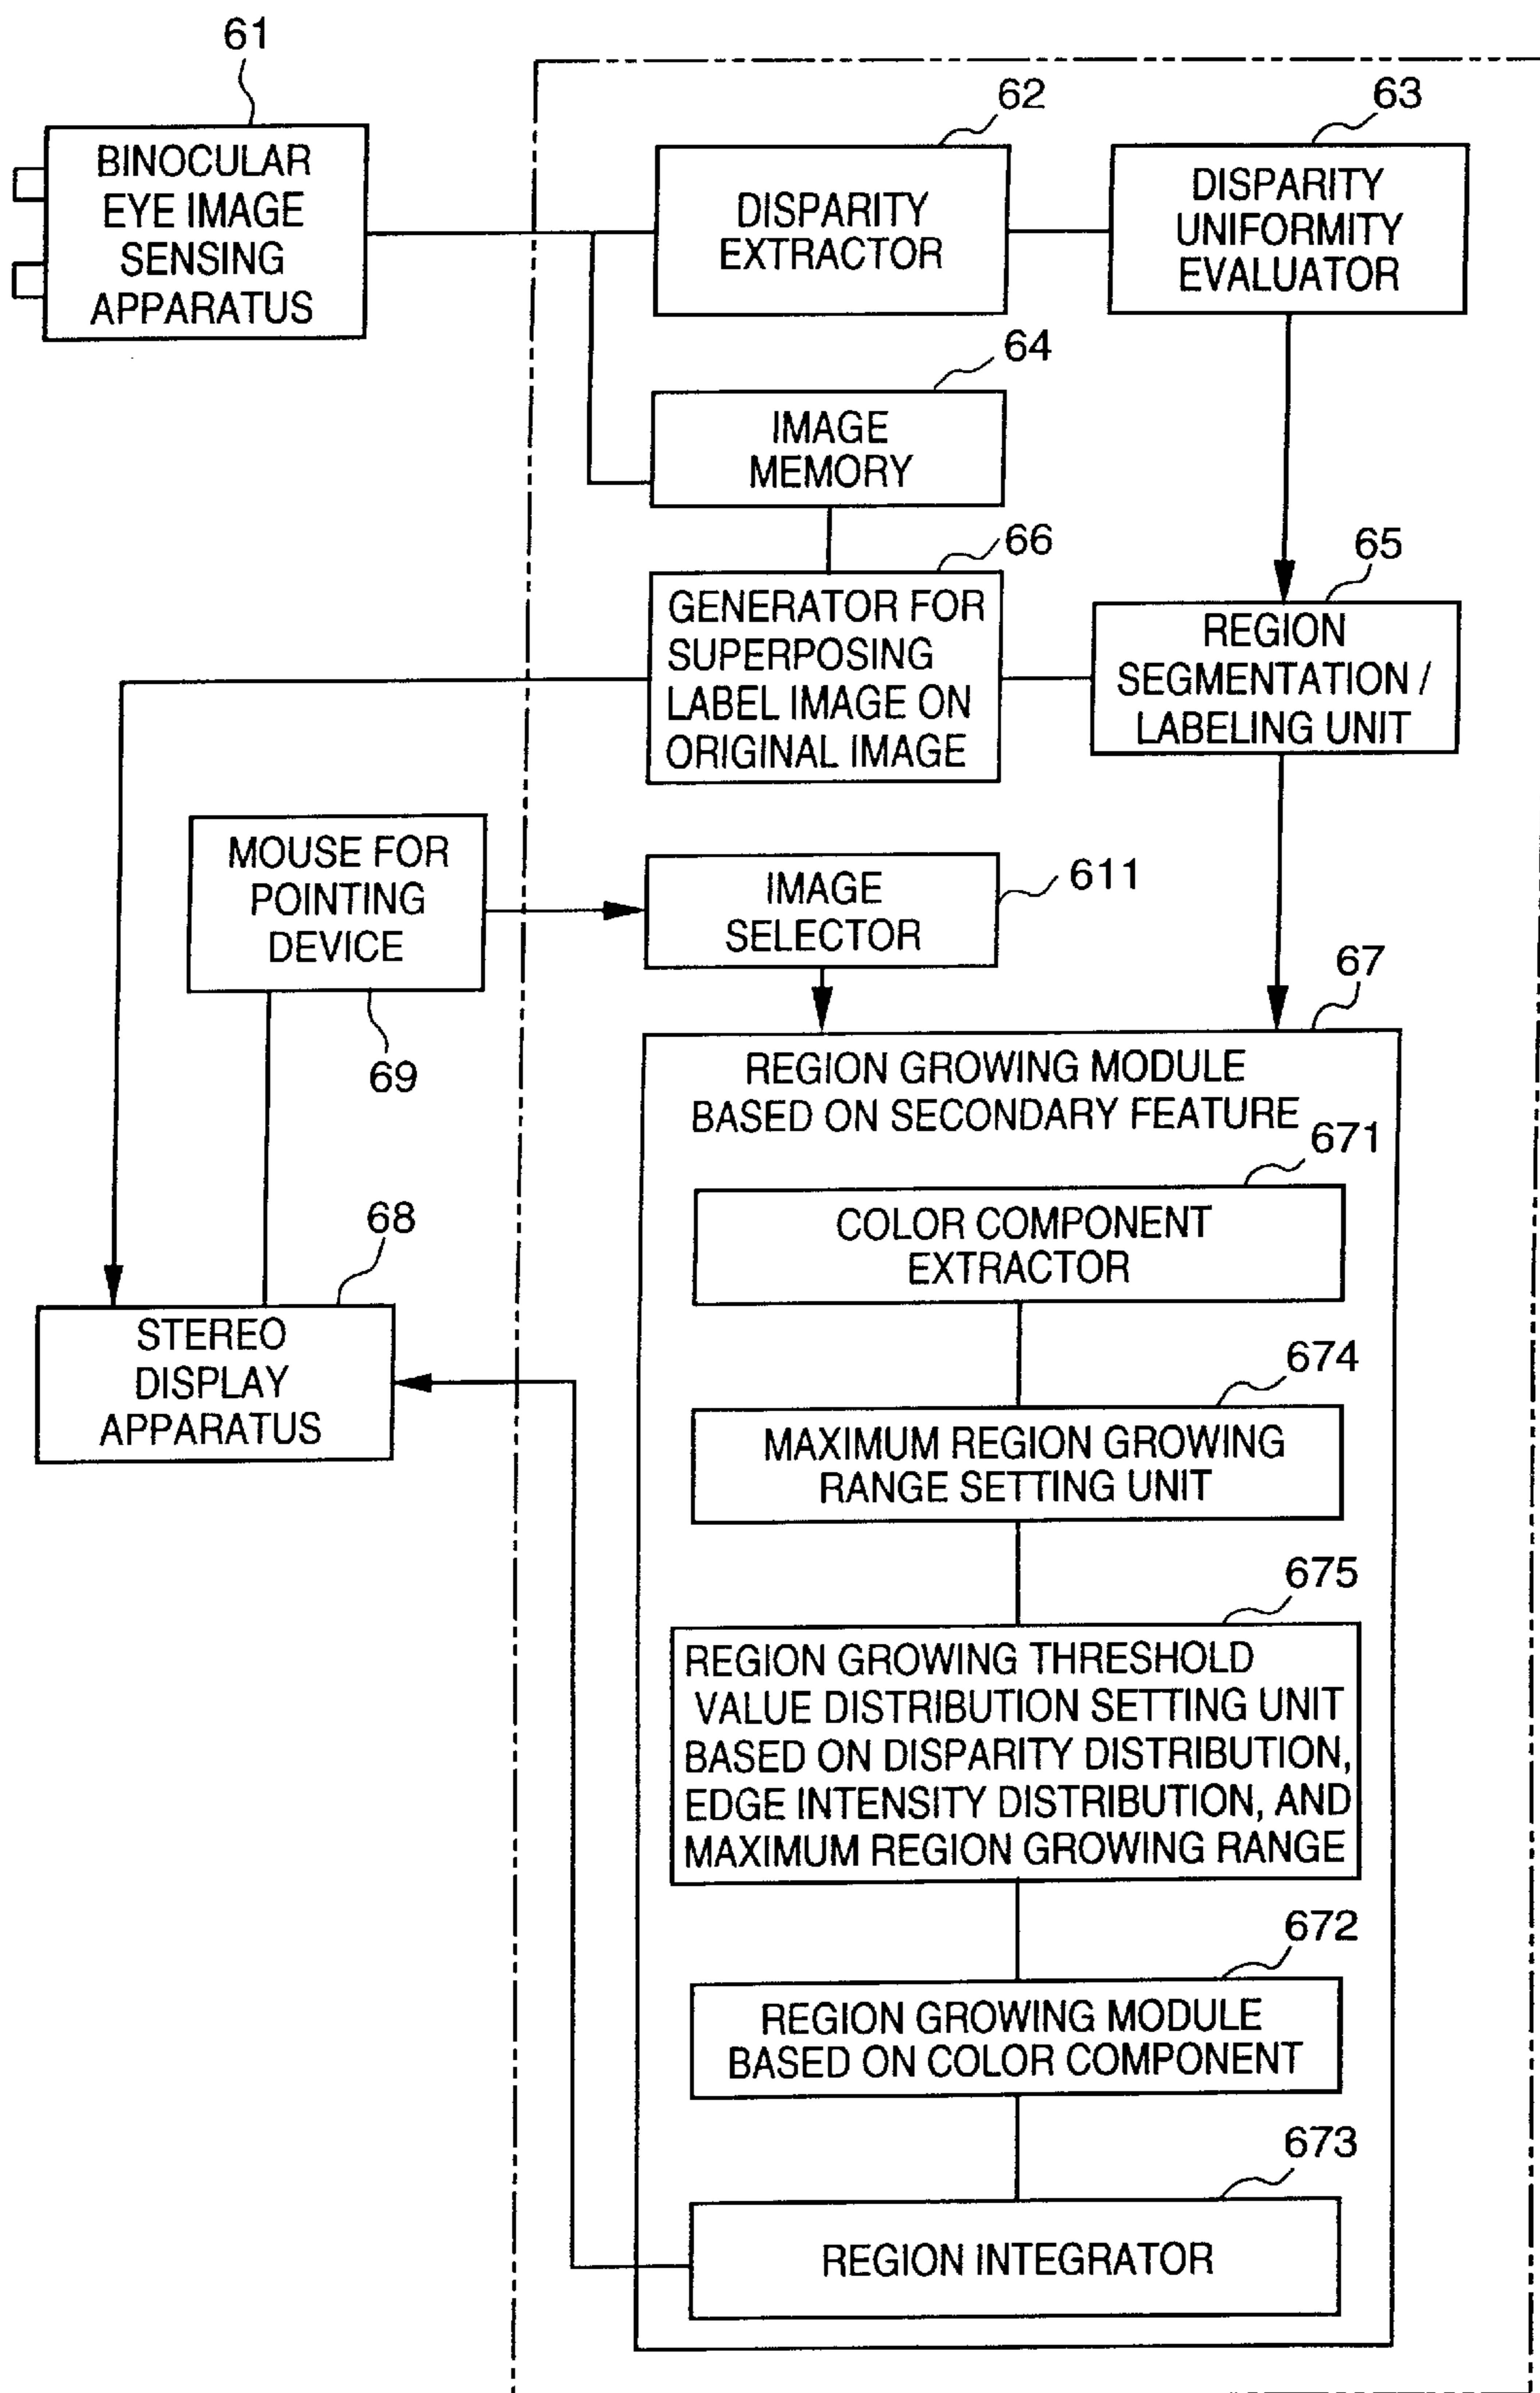 61
BINOCULAR
EYE IMAGE
SENSING
APPARATUS
62
DISPARITY
EXTRACTOR
63
DISPARITY
UNIFORMITY
EVALUATOR
64
IMAGE
MEMORY
66
GENERATOR FOR
SUPERPOSING
LABEL IMAGE ON
ORIGINAL IMAGE
65
REGION
SEGMENTATION /
LABELING UNIT
MOUSE FOR
POINTING
DEVICE
69
IMAGE
SELECTOR
611
67
REGION GROWING MODULE
BASED ON SECONDARY FEATURE
671
COLOR COMPONENT
EXTRACTOR
68
STEREO
DISPLAY
APPARATUS
674
MAXIMUM REGION GROWING
RANGE SETTING UNIT
675
REGION GROWING THRESHOLD
VALUE DISTRIBUTION SETTING UNIT
BASED ON DISPARITY DISTRIBUTION,
EDGE INTENSITY DISTRIBUTION, AND
MAXIMUM REGION GROWING RANGE
672
REGION GROWING MODULE
BASED ON COLOR COMPONENT
673
REGION INTEGRATOR